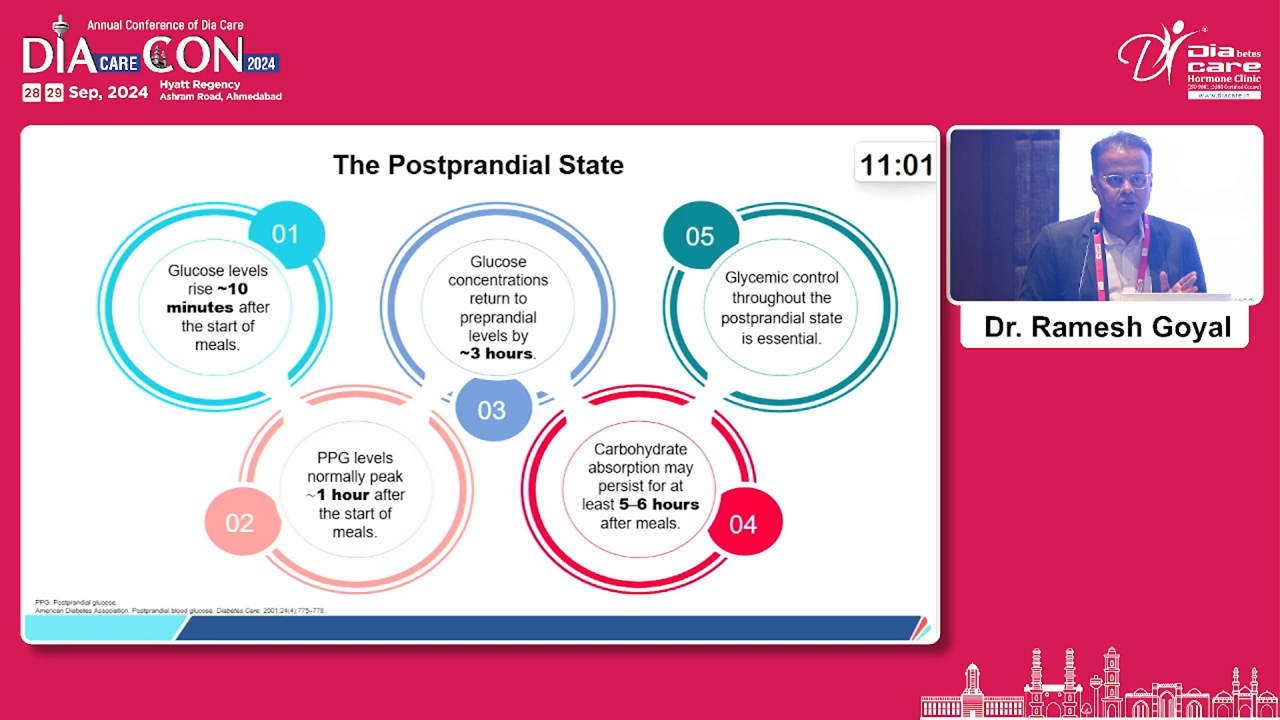 Annual Conference of Dia Care
DIA CARE CON 2024
28 29 Sep, 2024
Hyatt Regency
Ashram Road, Ahmedabad
Diabetes
care
Hormone Clinic
www.diacare.in
The Postprandial State
11:01
01
Glucose levels
rise ~10
minutes after
the start of
meals.
02
PPG levels
normally peak
~1 hour after
the start of
meals.
Glucose
concentrations
return to
preprandial
levels by
~3 hours.
03
Carbohydrate
absorption may
persist for at
least 5–6 hours
after meals.
04
05
Glycemic control
throughout the
postprandial state
is essential.
PPG: Postprandial glucose.
American Diabetes Association. Postprandial blood glucose. Diabetes Care. 2001;24(4):775–778.
Dr. Ramesh Goyal